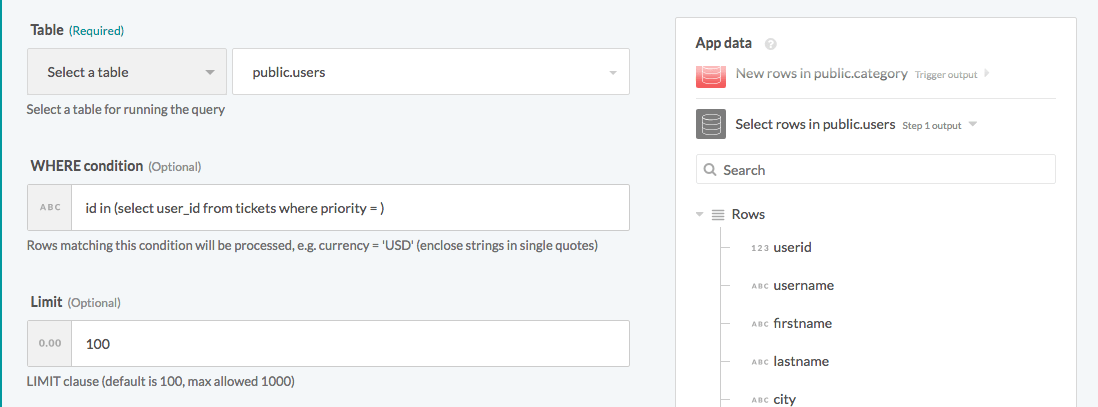 Table (Required)
Select a table
public.users
Select a table for running the query
WHERE condition (Optional)
ABC
id in (select user_id from tickets where priority = )
Rows matching this condition will be processed, e.g. currency = 'USD' (enclose strings in single quotes)
Limit (Optional)
0.00
100
LIMIT clause (default is 100, max allowed 1000)
App data ?
New rows in public.category Trigger output
Select rows in public.users Step 1 output
Search
Rows
123 userid
ABC username
ABC firstname
ABC lastname
ABC city